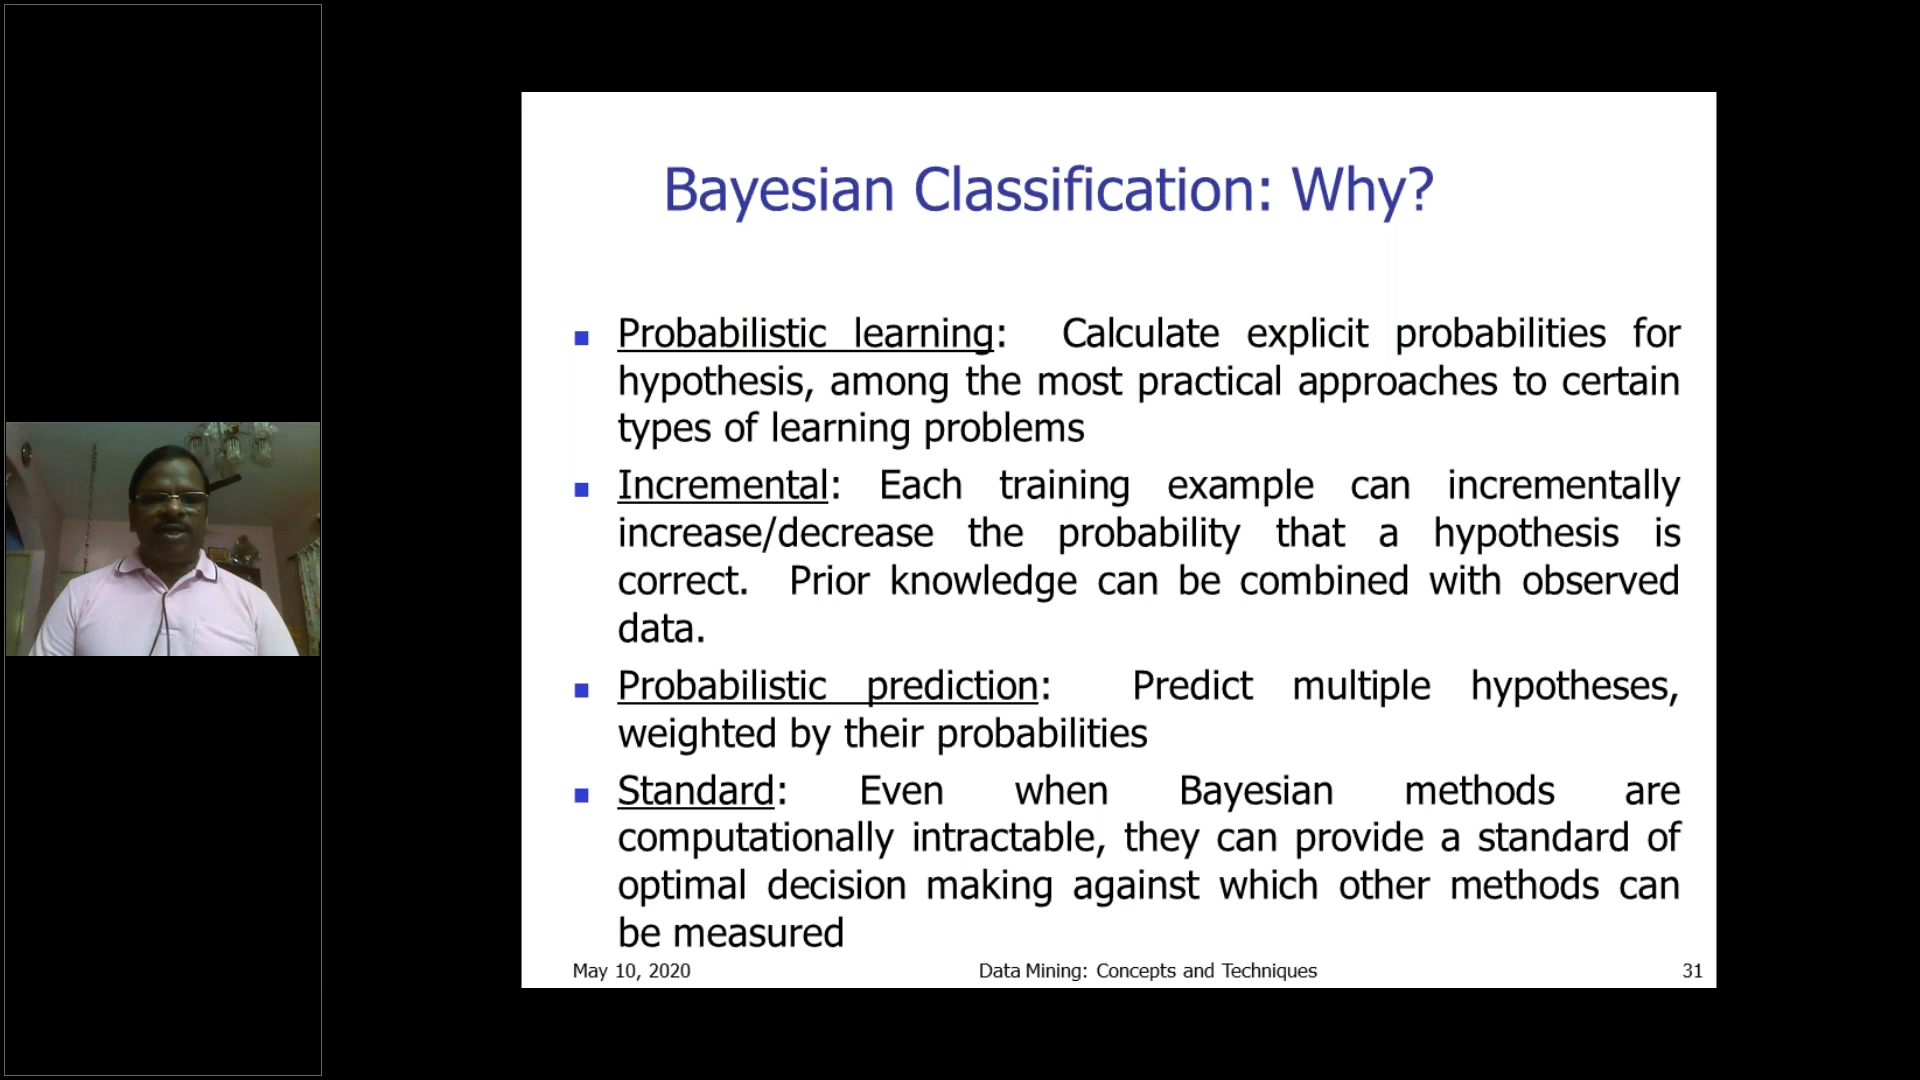 Bayesian Classification: Why?
Probabilistic learning: Calculate explicit probabilities for
hypothesis, among the most practical approaches to certain
types of learning problems
Incremental: Each training example can incrementally
increase/decrease the probability that a hypothesis is
correct. Prior knowledge can be combined with observed
data.
Probabilistic prediction: Predict multiple hypotheses,
weighted by their probabilities
Standard: Even when Bayesian methods are
computationally intractable, they can provide a standard of
optimal decision making against which other methods can
be measured
May 10, 2020 Data Mining: Concepts and Techniques 31